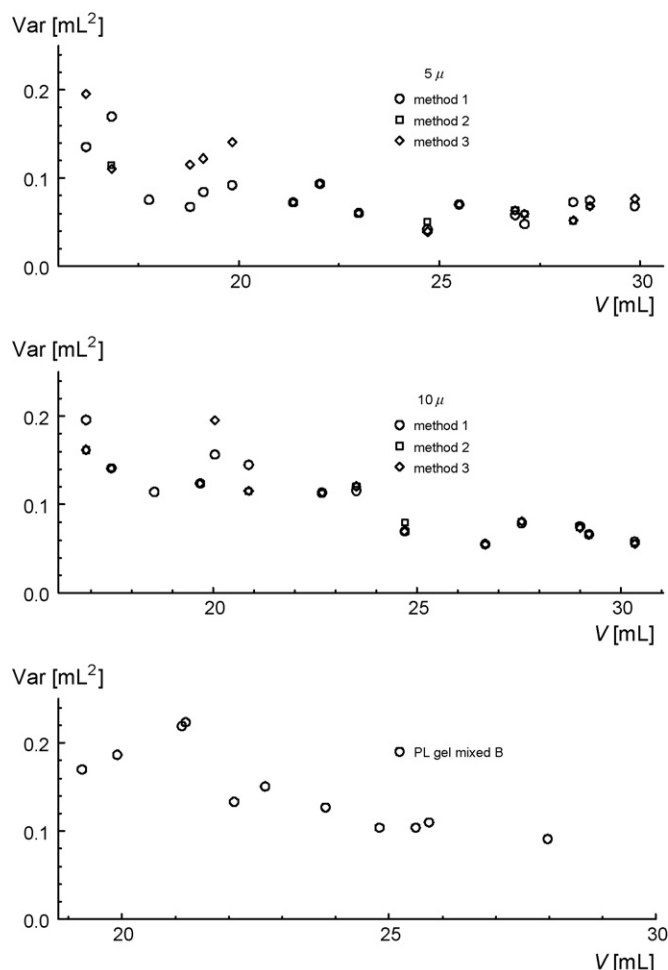 Var [mL²]
0.2
0.1
0.0
5 μ
method 1
method 2
method 3
20
25
30
V [mL]
Var [mL²]
0.2
0.1
0.0
10 μ
method 1
method 2
method 3
20
25
30
V [mL]
Var [mL²]
0.2
0.1
0.0
PL gel mixed B
20
25
30
V [mL]